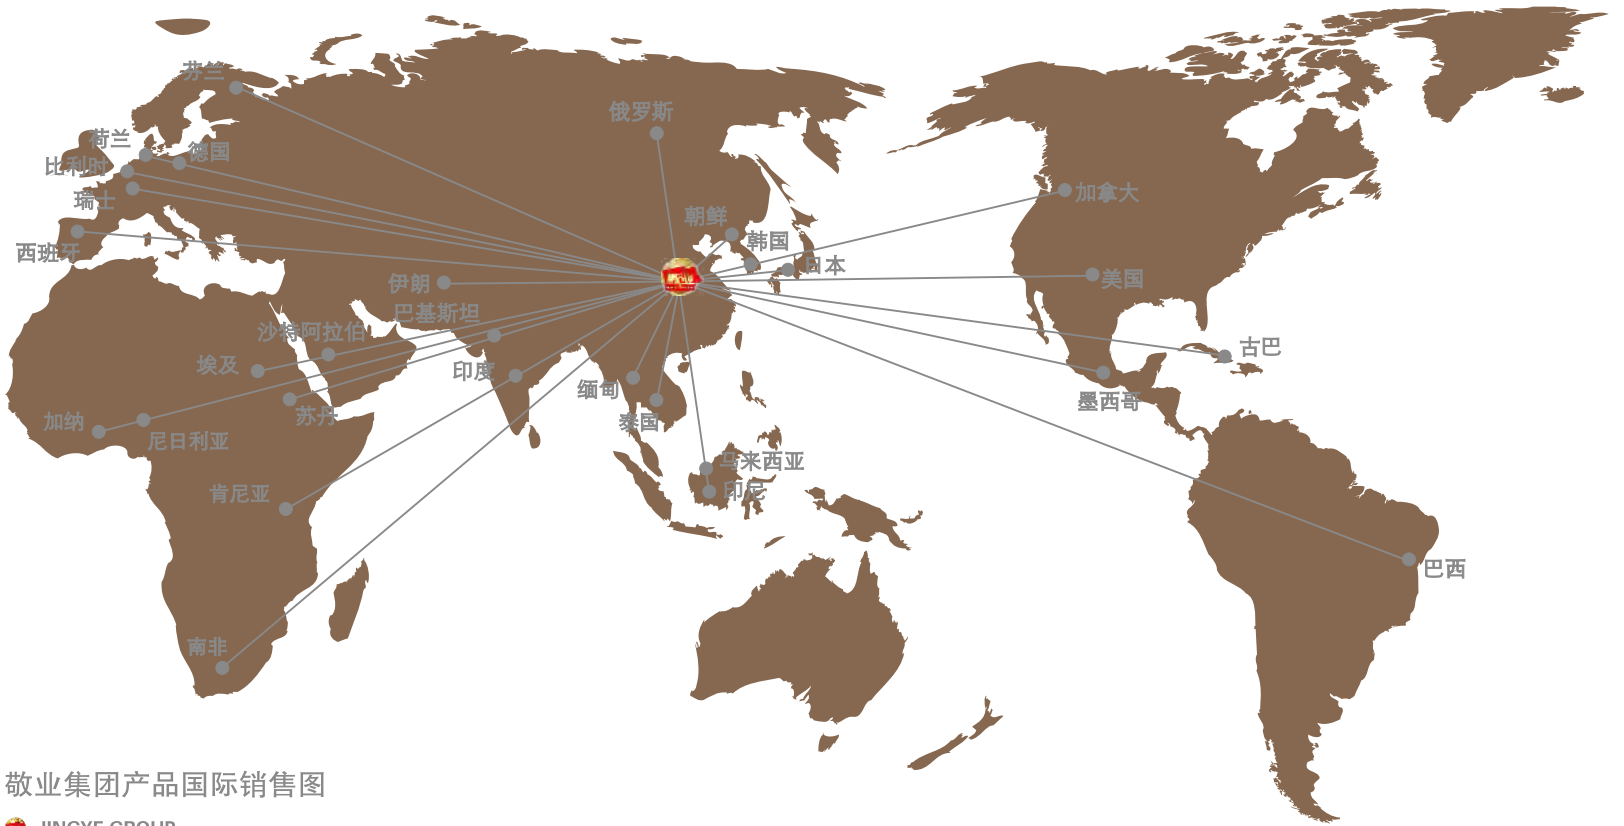 芬兰
俄罗斯
荷兰
德国
比利时
瑞士
加拿大
朝鲜
韩国
西班牙
日本
伊朗
美国
巴基斯坦
沙特阿拉伯
古巴
埃及
印度
缅甸
墨西哥
苏丹
加纳
泰国
尼日利亚
马来西亚
印尼
肯尼亚
巴西
南非
敬业集团产品国际销售图
JINGYE GROUP